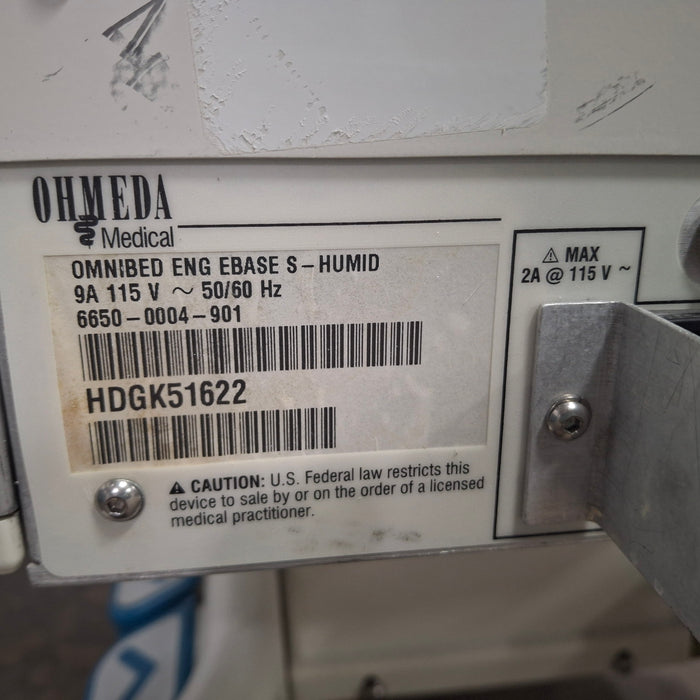 OHMEDA
Medical
OMNIBED ENG EBASE S-HUMID
9A 115 V ~ 50/60 Hz
6650-0004-901
HDGK51622
⚠ CAUTION: U.S. Federal law restricts this
device to sale by or on the order of a licensed
medical practitioner.
⚠ MAX
2A @ 115 V ~